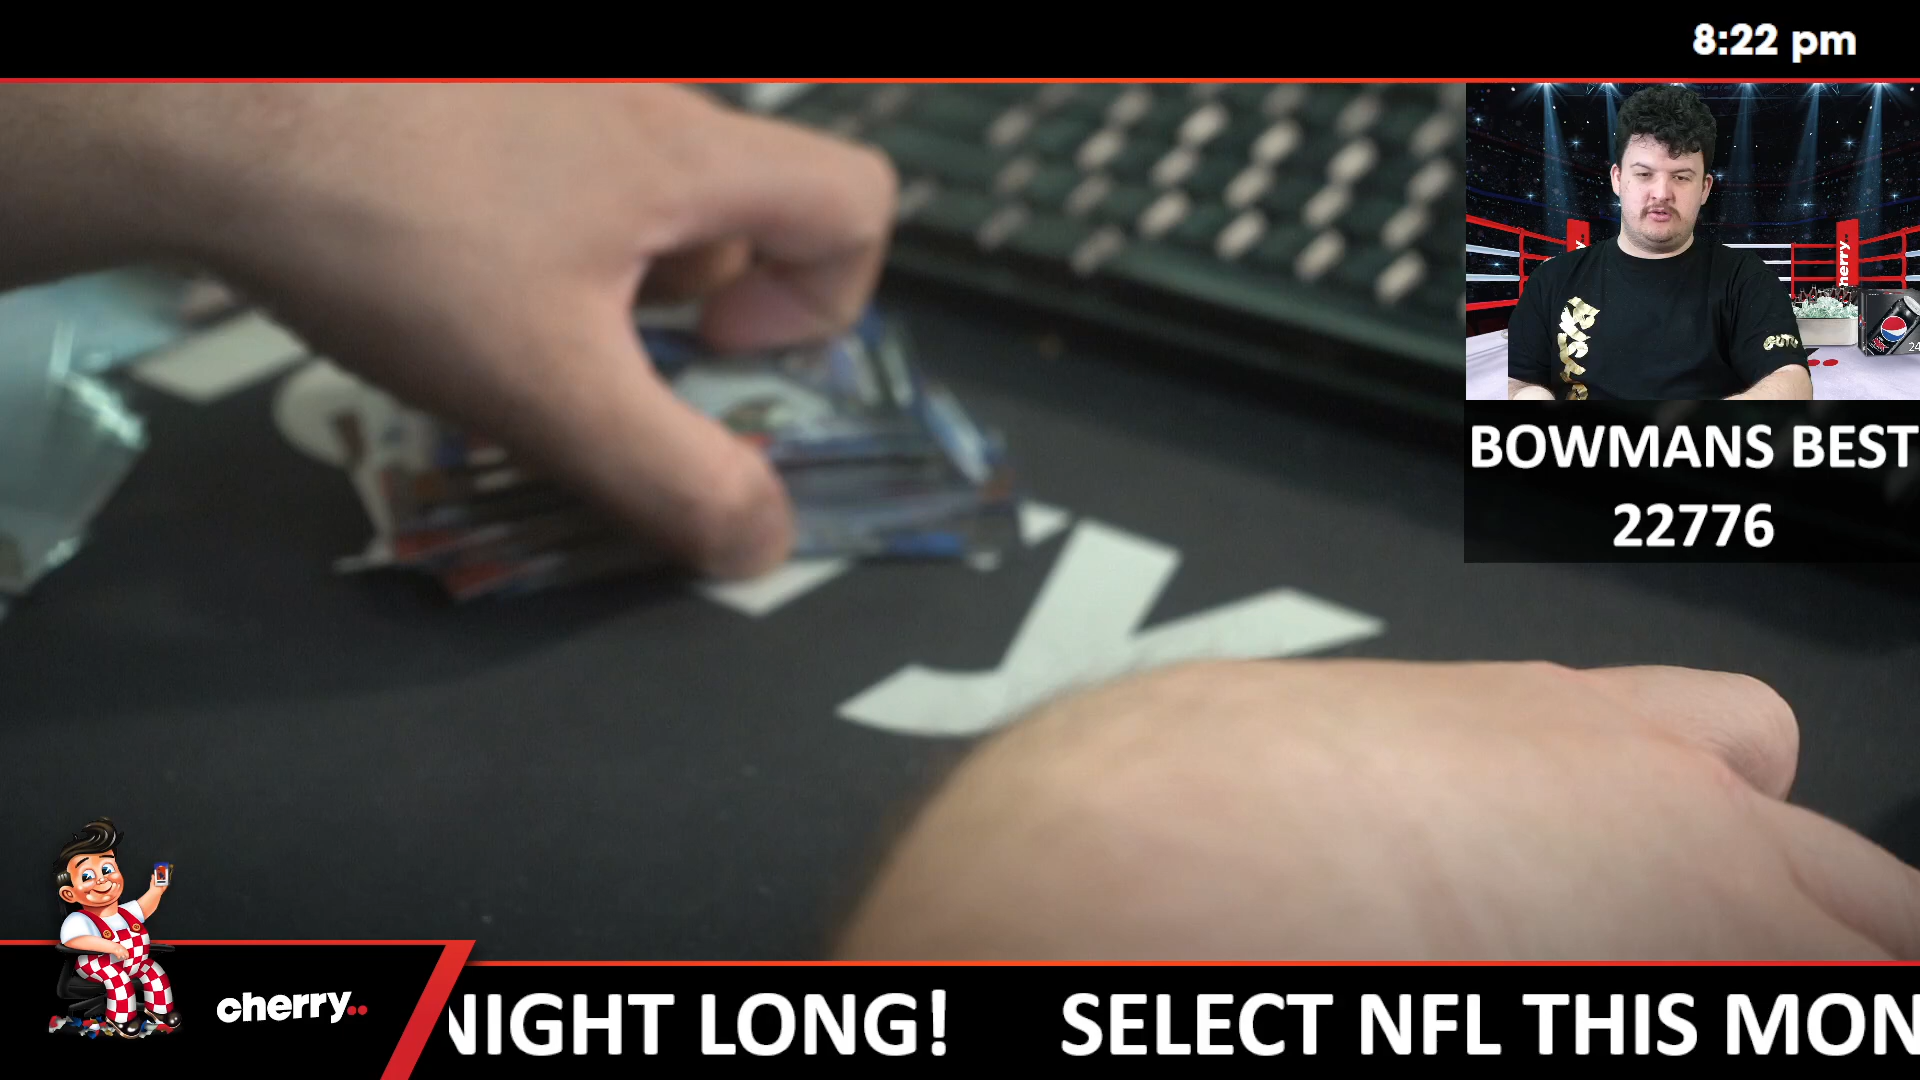 8:22 pm
BOWMANS BEST
22776
cherry..
NIGHT LONG!
SELECT NFL THIS MON